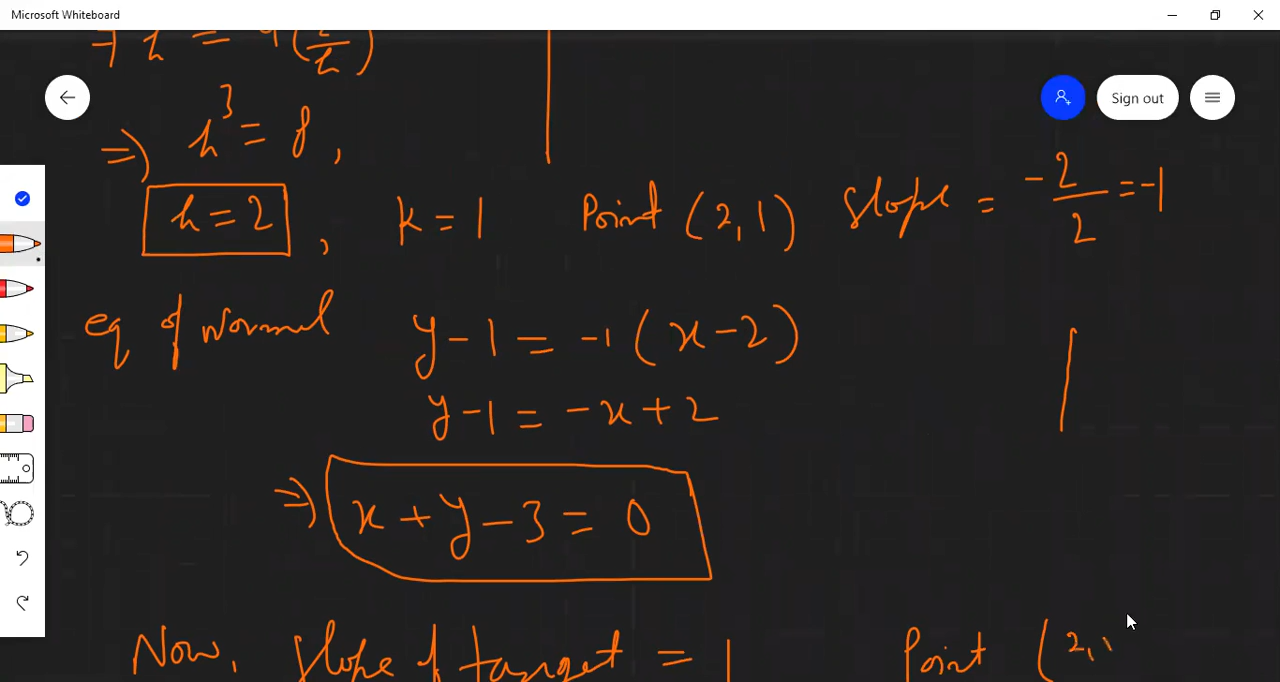 Microsoft Whiteboard
Sign out
⇒ h³ = 8,
h = 2, k = 1 Point (2,1) Slope = -2/2 = -1
eq of Normal y - 1 = -1(x - 2)
y - 1 = -x + 2
⇒ x + y - 3 = 0
Now, slope of tangent = 1 Point (2,1